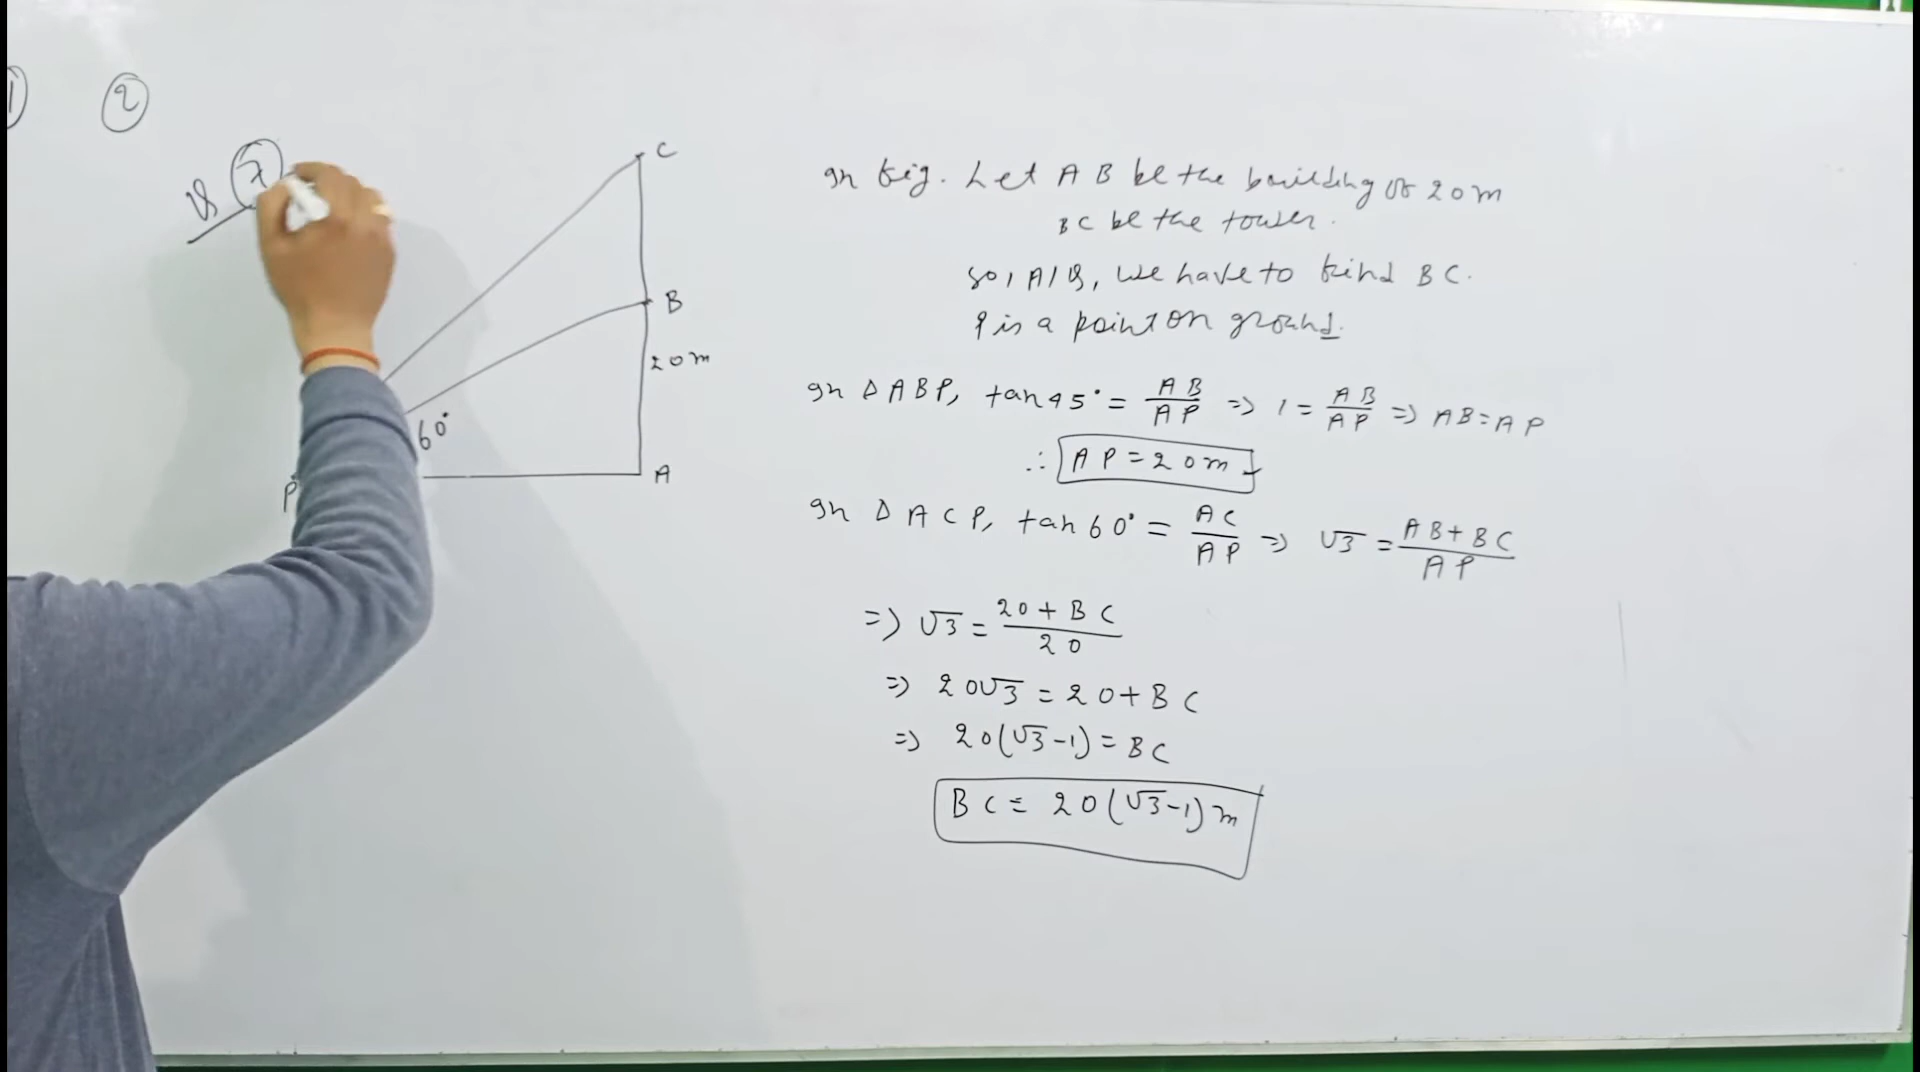 1 2
Q 7
C
B
20m
60°
P A
In fig. Let AB be the building of 20m
BC be the tower.
So, A/Q, we have to find BC.
P is a point on ground.
In Δ ABP, tan45° = AB/AP => 1 = AB/AP => AB=AP
∴ AP = 20m
In Δ ACP, tan60° = AC/AP => √3 = AB+BC/AP
=> √3 = 20+BC/20
=> 20√3 = 20+BC
=> 20(√3-1) = BC
BC = 20(√3-1)m